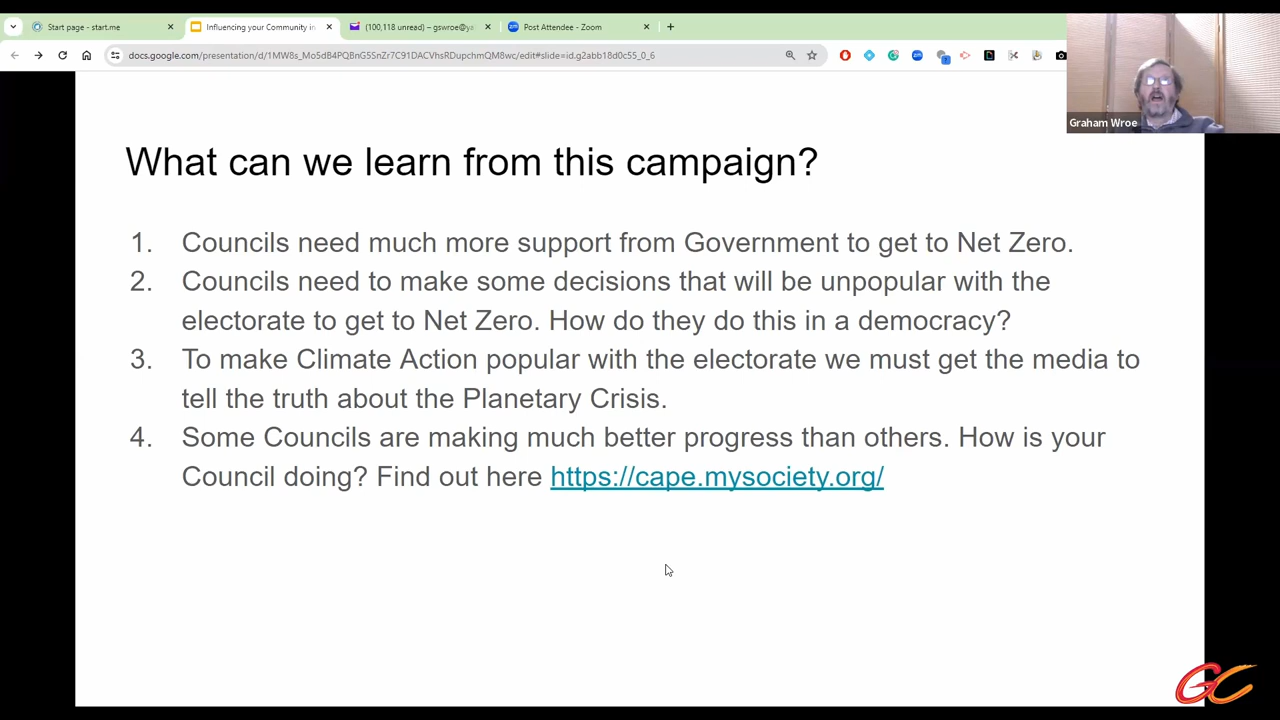 Start page - start.me
Influencing your Community in
(100,118 unread) – gswroe@ya
Post Attendee - Zoom
docs.google.com/presentation/d/1MW8s_Mo5dB4PQBnG5SnZr7C91DACVhsRDupchmQM8wc/edit#slide=id.g2abb18d0c55_0_6
Graham Wroe
What can we learn from this campaign?
1. Councils need much more support from Government to get to Net Zero.
2. Councils need to make some decisions that will be unpopular with the
electorate to get to Net Zero. How do they do this in a democracy?
3. To make Climate Action popular with the electorate we must get the media to
tell the truth about the Planetary Crisis.
4. Some Councils are making much better progress than others. How is your
Council doing? Find out here https://cape.mysociety.org/
GC